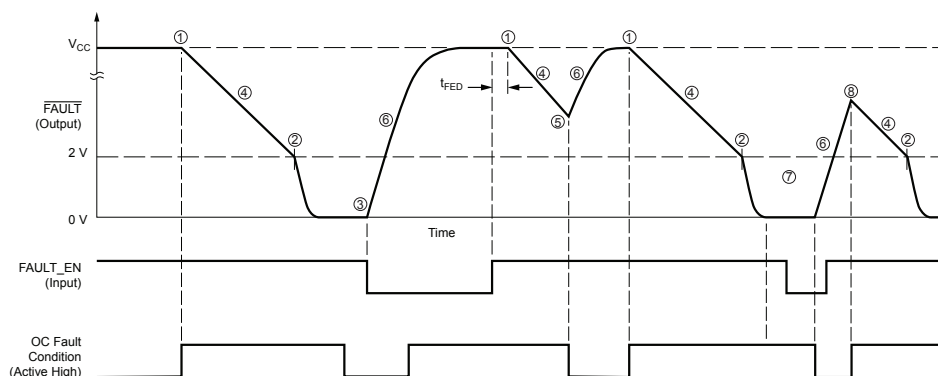 ① ① ①
V_CC
④ ④ ⑥ ④ ⑧
t_FED
⑥ ④
FAULT
(Output)
⑤
② ② ⑥ ②
2 V
⑦
③
0 V
Time
FAULT_EN
(Input)
OC Fault
Condition
(Active High)